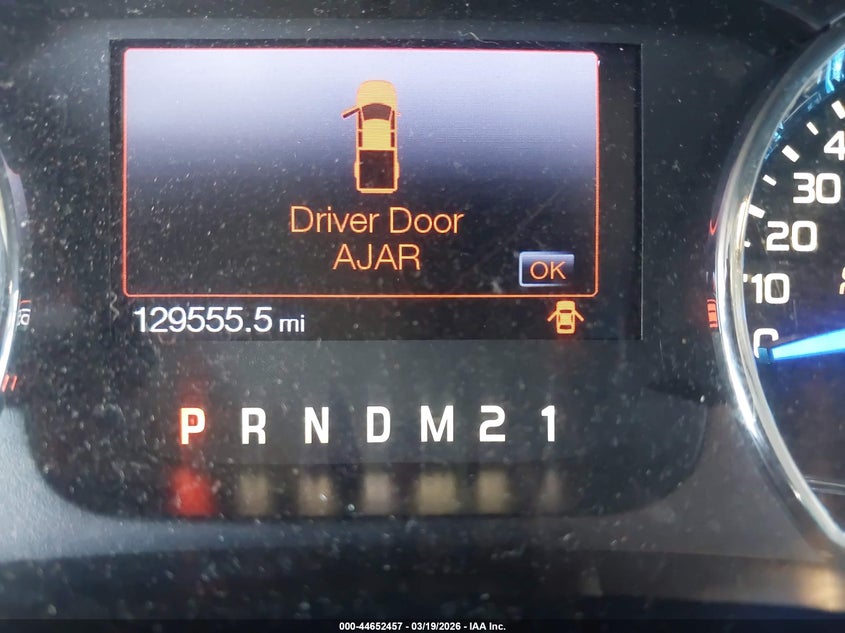 Driver Door
AJAR
OK
129555.5 mi
P R N D M 2 1
30
20
10
0
000-44652457 - 03/19/2026 - IAA Inc.